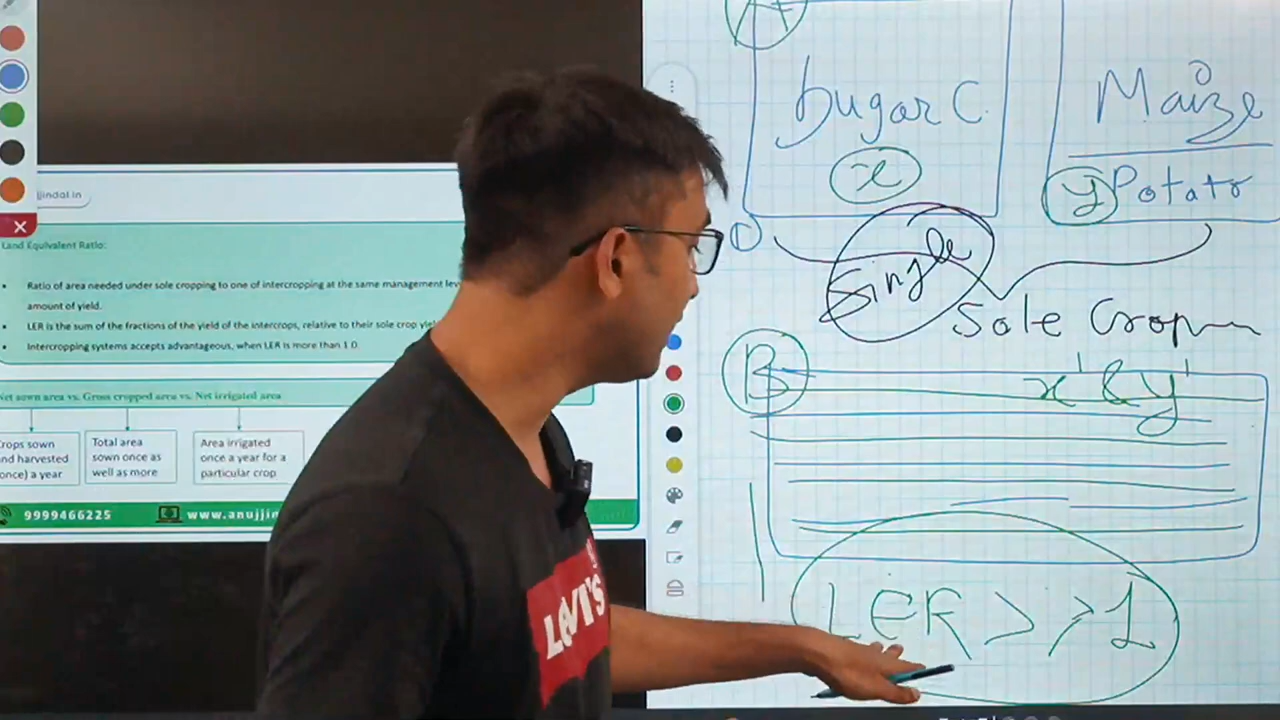 jindal.in
Land Equivalent Ratio:
Ratio of area needed under sole cropping to one of intercropping at the same management
amount of yield.
LER is the sum of the fractions of the yield of the intercrops, relative to their sole crop
Intercropping systems accepts advantageous, when LER is more than 1.0.
Net sown area vs. Gross cropped area vs. Net irrigated area
Crops sown
and harvested
(once) a year
Total area
sown once as
well as more
Area irrigated
once a year for a
particular crop
9999466225
www.anujjin
A
Sugar C.
x
Maize
y Potato
Single
Sole Crop
B
x' & y'
LER > > 1
LEVI'S